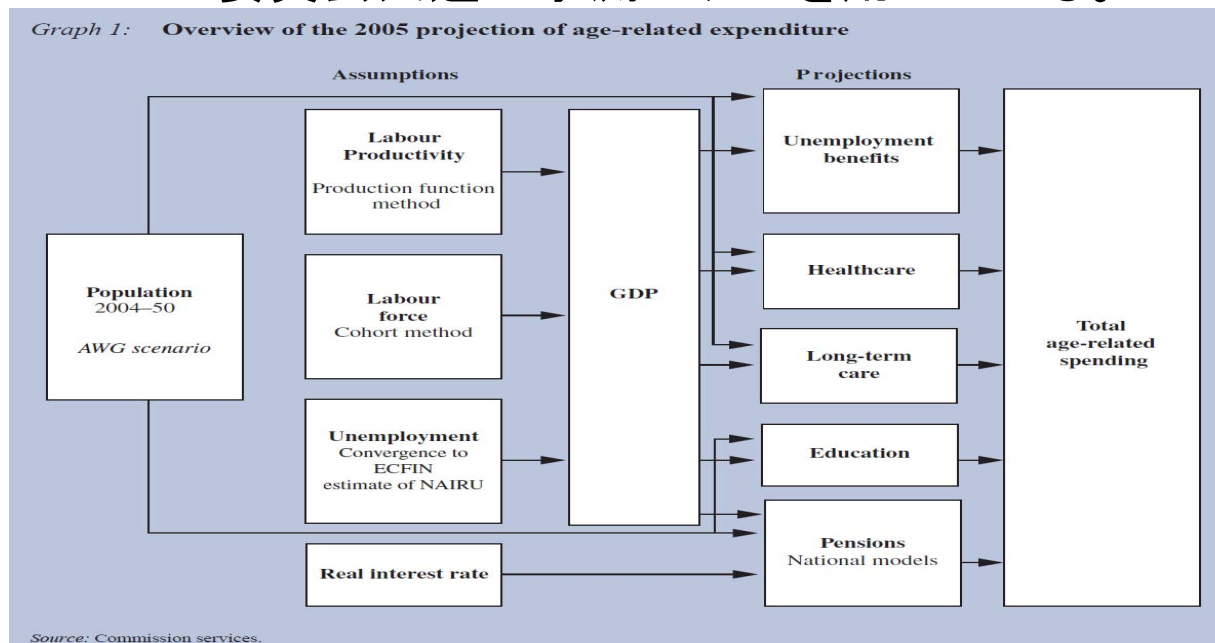 Graph 1: Overview of the 2005 projection of age-related expenditure
Assumptions
Projections
Population
2004–50
AWG scenario
Labour
Productivity
Production function
method
Labour
force
Cohort method
Unemployment
Convergence to
ECFIN
estimate of NAIRU
Real interest rate
GDP
Unemployment
benefits
Healthcare
Long-term
care
Education
Pensions
National models
Total
age-related
spending
Source: Commission services.